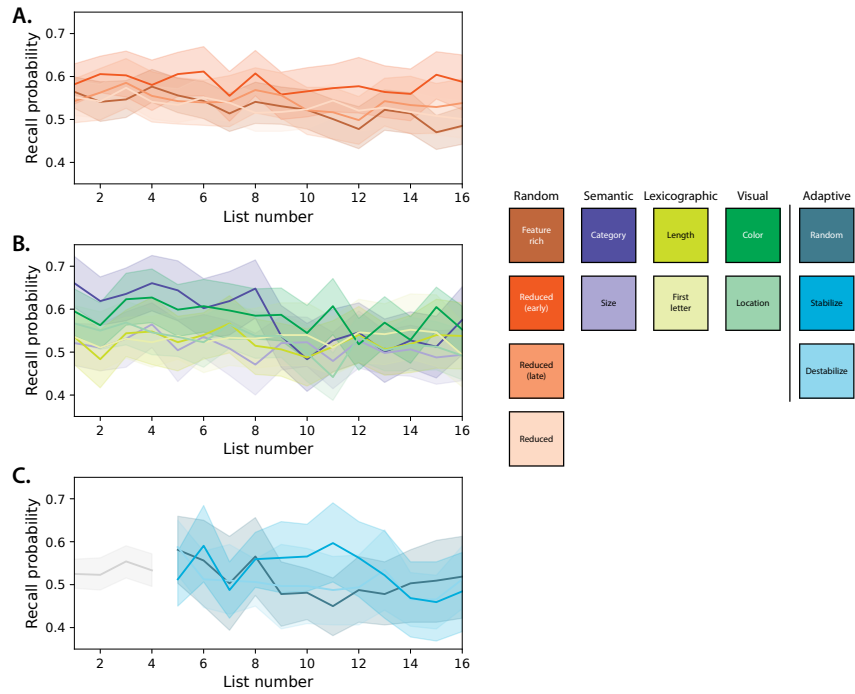 A.
0.7
0.6
0.5
0.4
Recall probability
2 4 6 8 10 12 14 16
List number
B.
0.7
0.6
0.5
0.4
Recall probability
2 4 6 8 10 12 14 16
List number
C.
0.7
0.6
0.5
0.4
Recall probability
2 4 6 8 10 12 14 16
List number
Random Semantic Lexicographic Visual Adaptive
Feature
rich
Category
Length
Color
Random
Reduced
(early)
Size
First
letter
Location
Stabilize
Reduced
(late)
Destabilize
Reduced